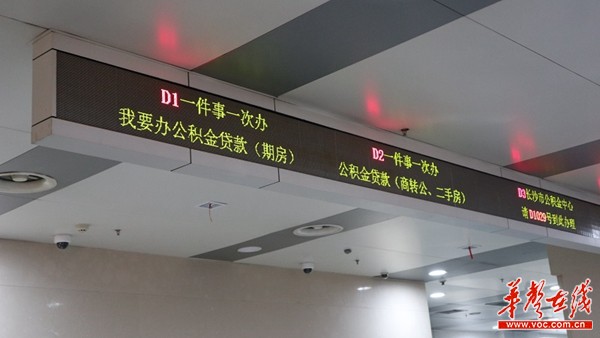 D1一件事一次办
我要办公积金贷款（期房）
D2一件事一次办
公积金贷款（商转公、二手房）
D3长沙市公积金中心
请D1029号到此办理
华声在线
www.voc.com.cn